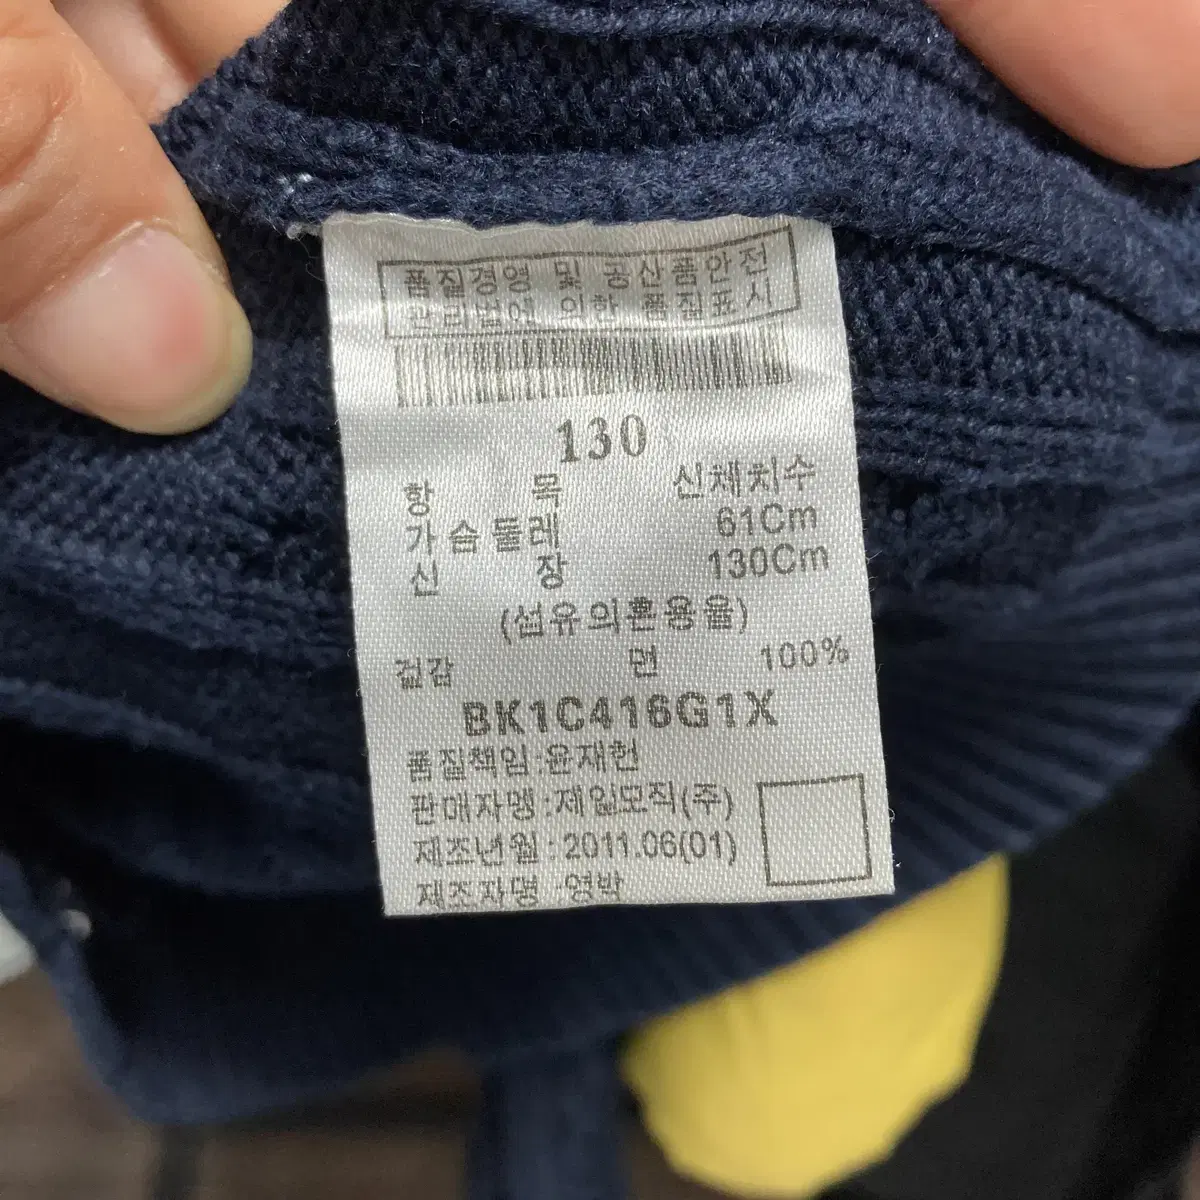 품질경영 및 공산품안전
관리법에 의한 품질표시
130
항 목 신체치수
가슴둘레 61Cm
신 장 130Cm
(섬유의혼용율)
겉감 면 100%
BK1C416G1X
품질책임:윤재헌
판매자명:제일모직(주)
제조년월:2011.06(01)
제조자명 :영박